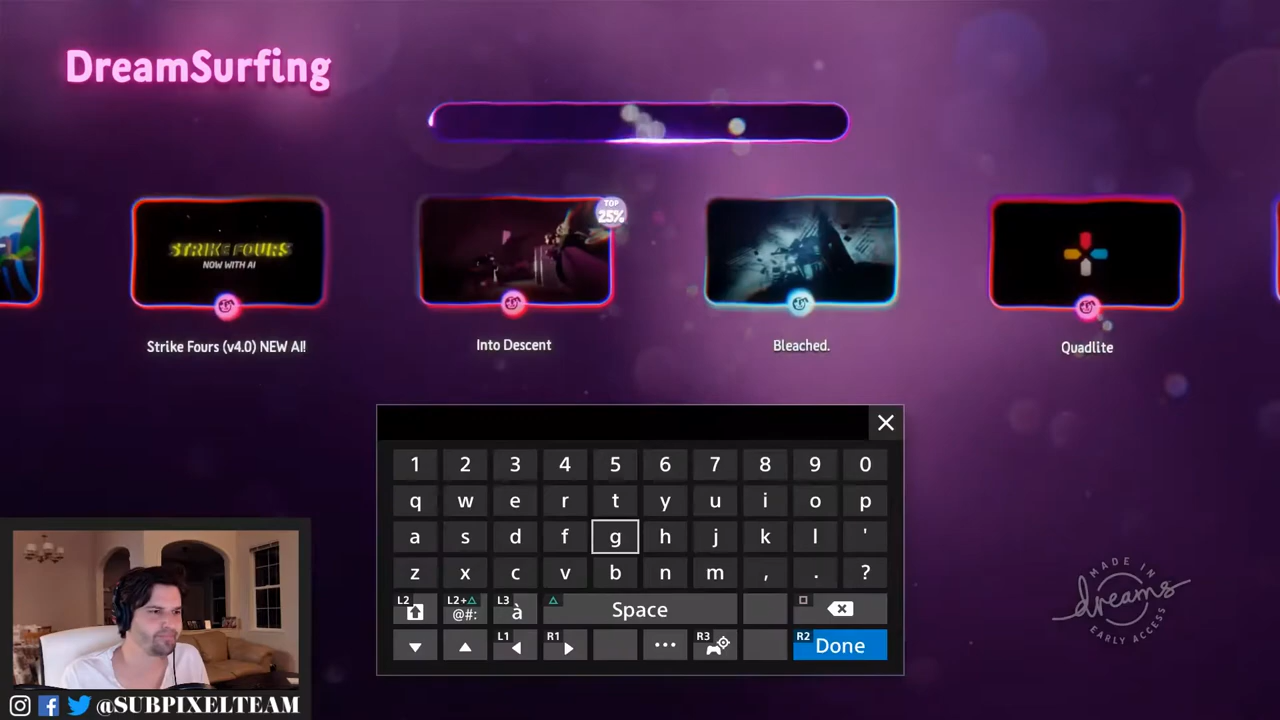 DreamSurfing
TOP
25%
STRIKE FOURS
NOW WITH AI
Strike Fours (v4.0) NEW AI!
Into Descent
Bleached.
Quadlite
1 2 3 4 5 6 7 8 9 0
q w e r t y u i o p
a s d f g h j k l '
z x c v b n m , . ?
L2 L2+△ @#: L3 à △ Space □
L1 R1 ••• R3 R2 Done
MADE IN
dreams
EARLY ACCESS
@SUBPIXELTEAM